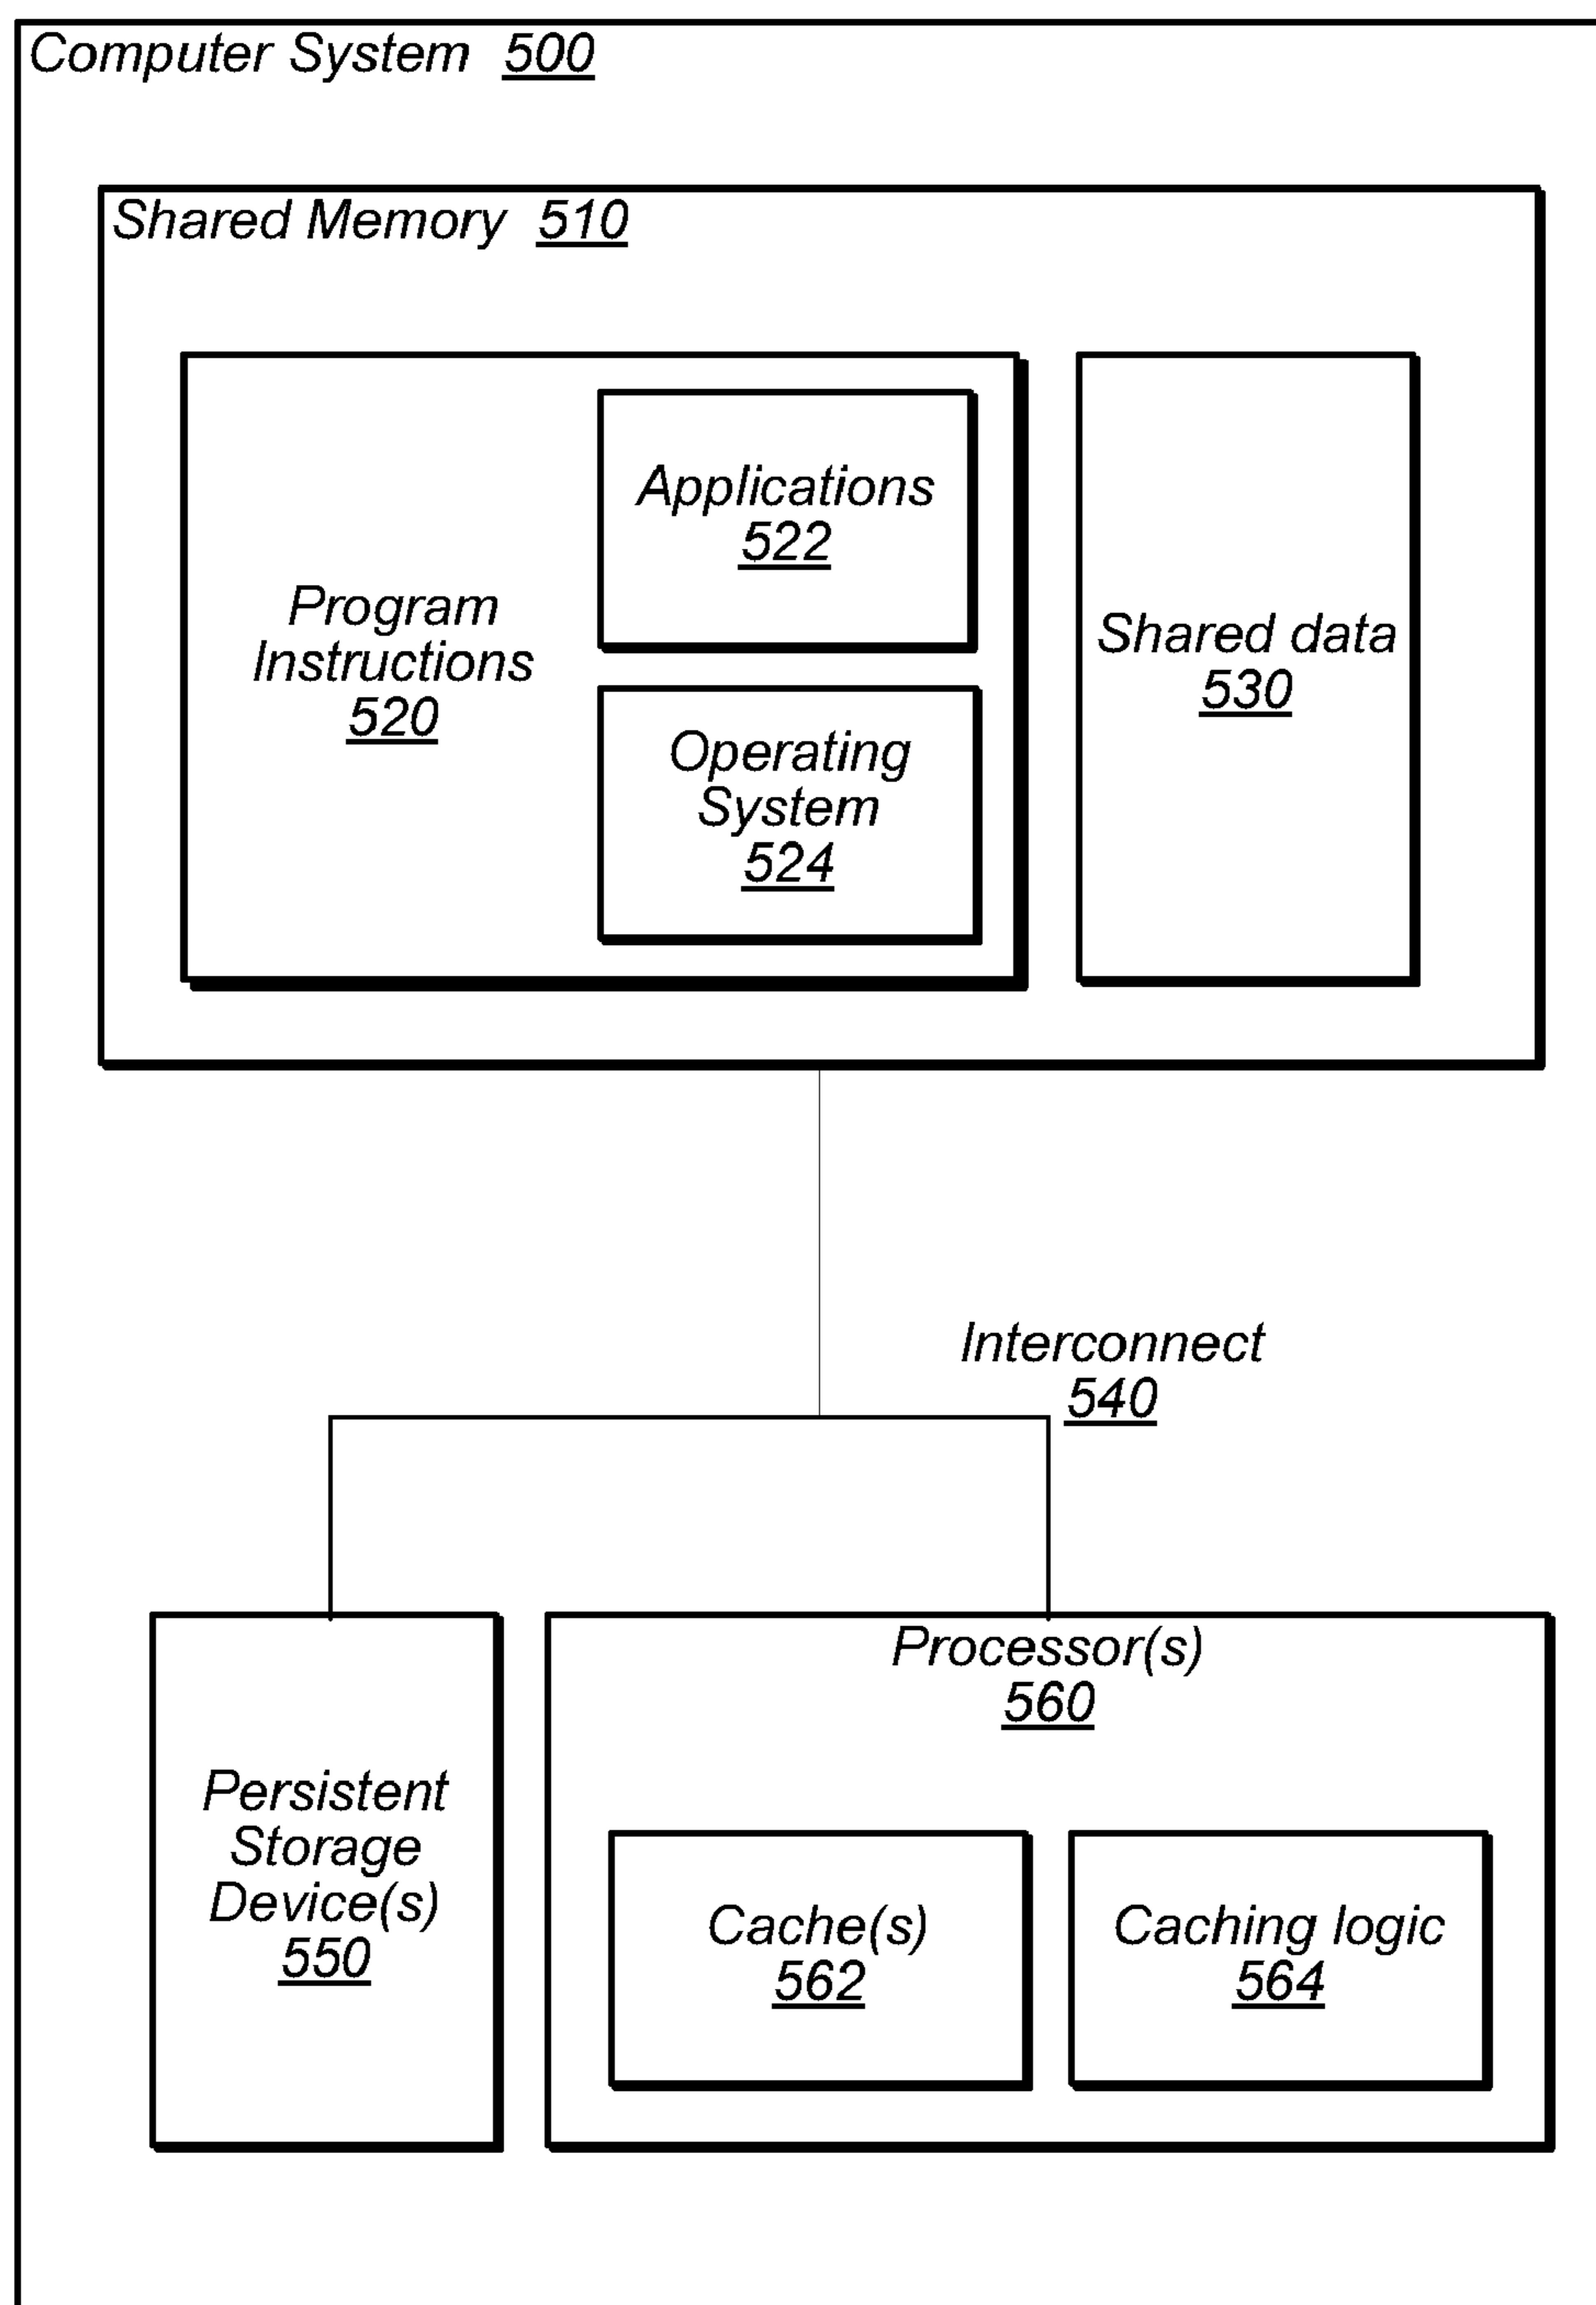 Computer System 500
Shared Memory 510
Applications
522
Program
Instructions
520
Operating
System
524
Shared data
530
Interconnect
540
Persistent
Storage
Device(s)
550
Processor(s)
560
Cache(s)
562
Caching logic
564